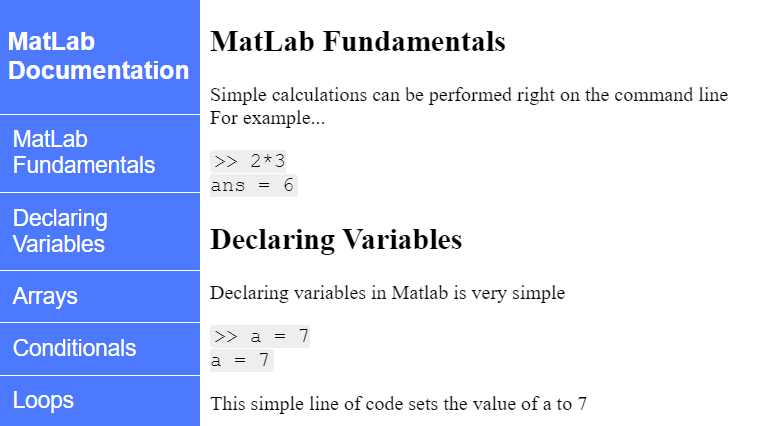 MatLab
Documentation
MatLab
Fundamentals
Declaring
Variables
Arrays
Conditionals
Loops
MatLab Fundamentals
Simple calculations can be performed right on the command line
For example...
>> 2*3
ans = 6
Declaring Variables
Declaring variables in Matlab is very simple
>> a = 7
a = 7
This simple line of code sets the value of a to 7